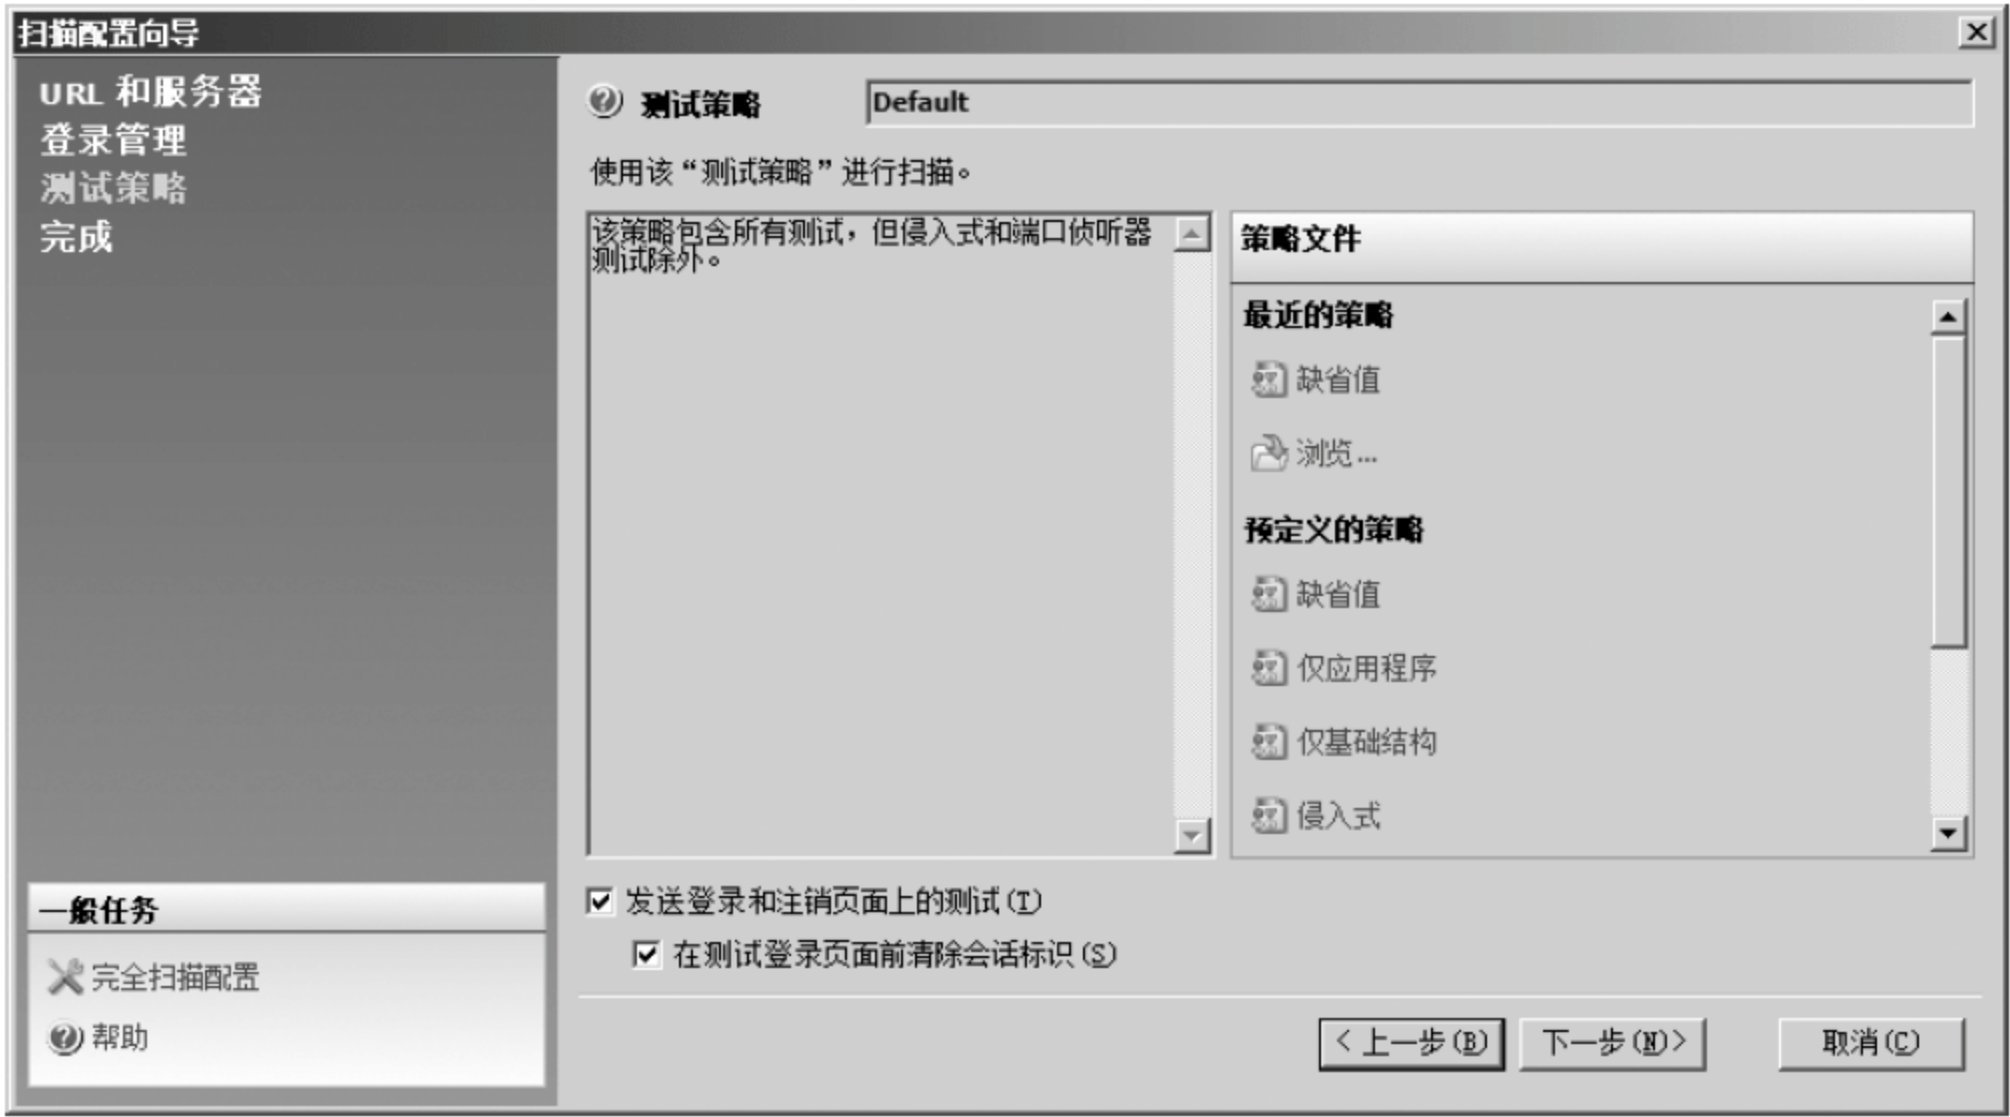 扫描配置向导
URL 和服务器
登录管理
测试策略
完成
测试策略
Default
使用该“测试策略”进行扫描。
该策略包含所有测试，但侵入式和端口侦听器
测试除外。
策略文件
最近的策略
缺省值
浏览...
预定义的策略
缺省值
仅应用程序
仅基础结构
侵入式
发送登录和注销页面上的测试(T)
在测试登录页面前清除会话标识(S)
一般任务
完全扫描配置
帮助
< 上一步(B)
下一步(N)>
取消(C)